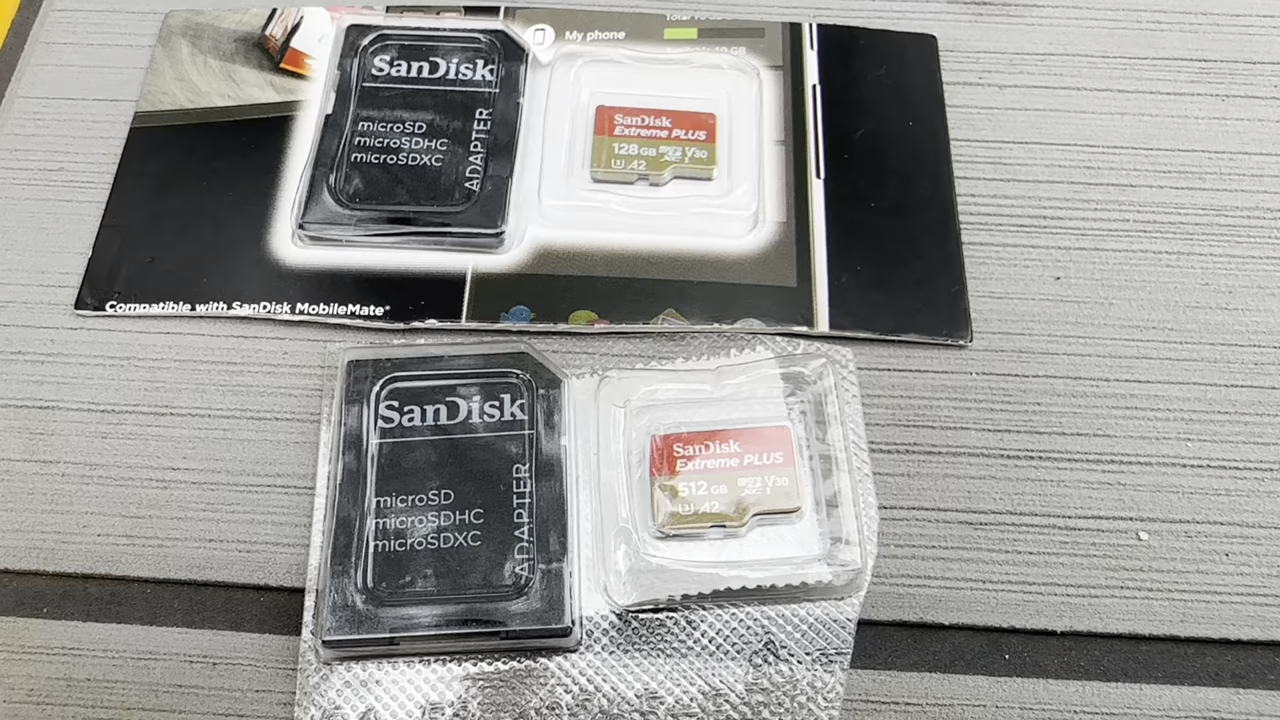 My phone
SanDisk
microSD
microSDHC
microSDXC
ADAPTER
SanDisk
Extreme PLUS
128 GB
V30
A2
Compatible with SanDisk MobileMate®
SanDisk
microSD
microSDHC
microSDXC
ADAPTER
SanDisk
Extreme PLUS
512 GB
V30
A2